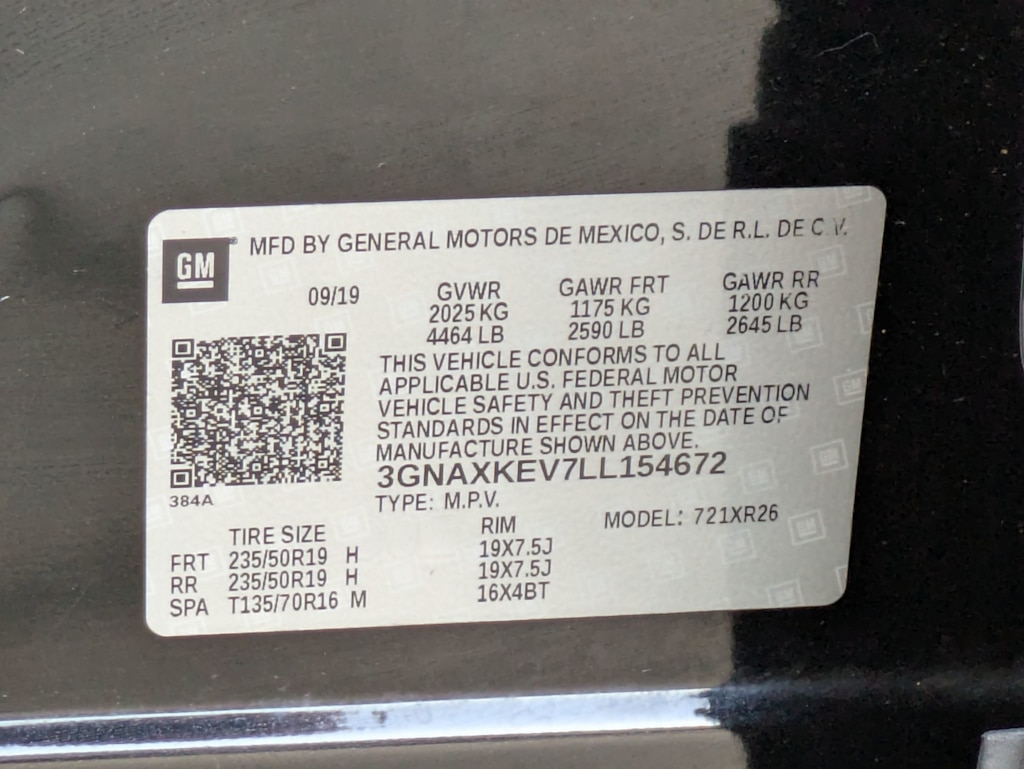 GM MFD BY GENERAL MOTORS DE MEXICO, S. DE R.L. DE C.V.
09/19
GVWR GAWR FRT GAWR RR
2025 KG 1175 KG 1200 KG
4464 LB 2590 LB 2645 LB
THIS VEHICLE CONFORMS TO ALL
APPLICABLE U.S. FEDERAL MOTOR
VEHICLE SAFETY AND THEFT PREVENTION
STANDARDS IN EFFECT ON THE DATE OF
MANUFACTURE SHOWN ABOVE.
3GNAXKEV7LL154672
384A
TYPE: M.P.V. MODEL: 721XR26
TIRE SIZE RIM
FRT 235/50R19 H 19X7.5J
RR 235/50R19 H 19X7.5J
SPA T135/70R16 M 16X4BT